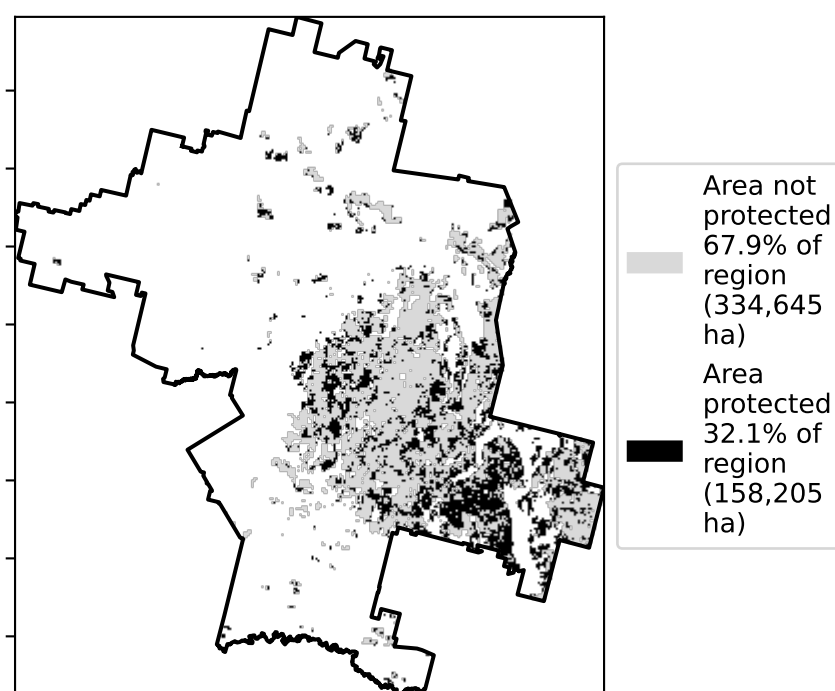 Area not
protected
67.9% of
region
(334,645
ha)
Area
protected
32.1% of
region
(158,205
ha)